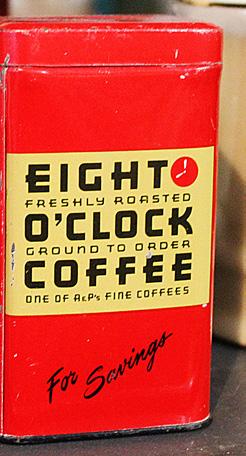 EIGHT
FRESHLY ROASTED
O'CLOCK
GROUND TO ORDER
COFFEE
ONE OF A&P's FINE COFFEES
For Savings